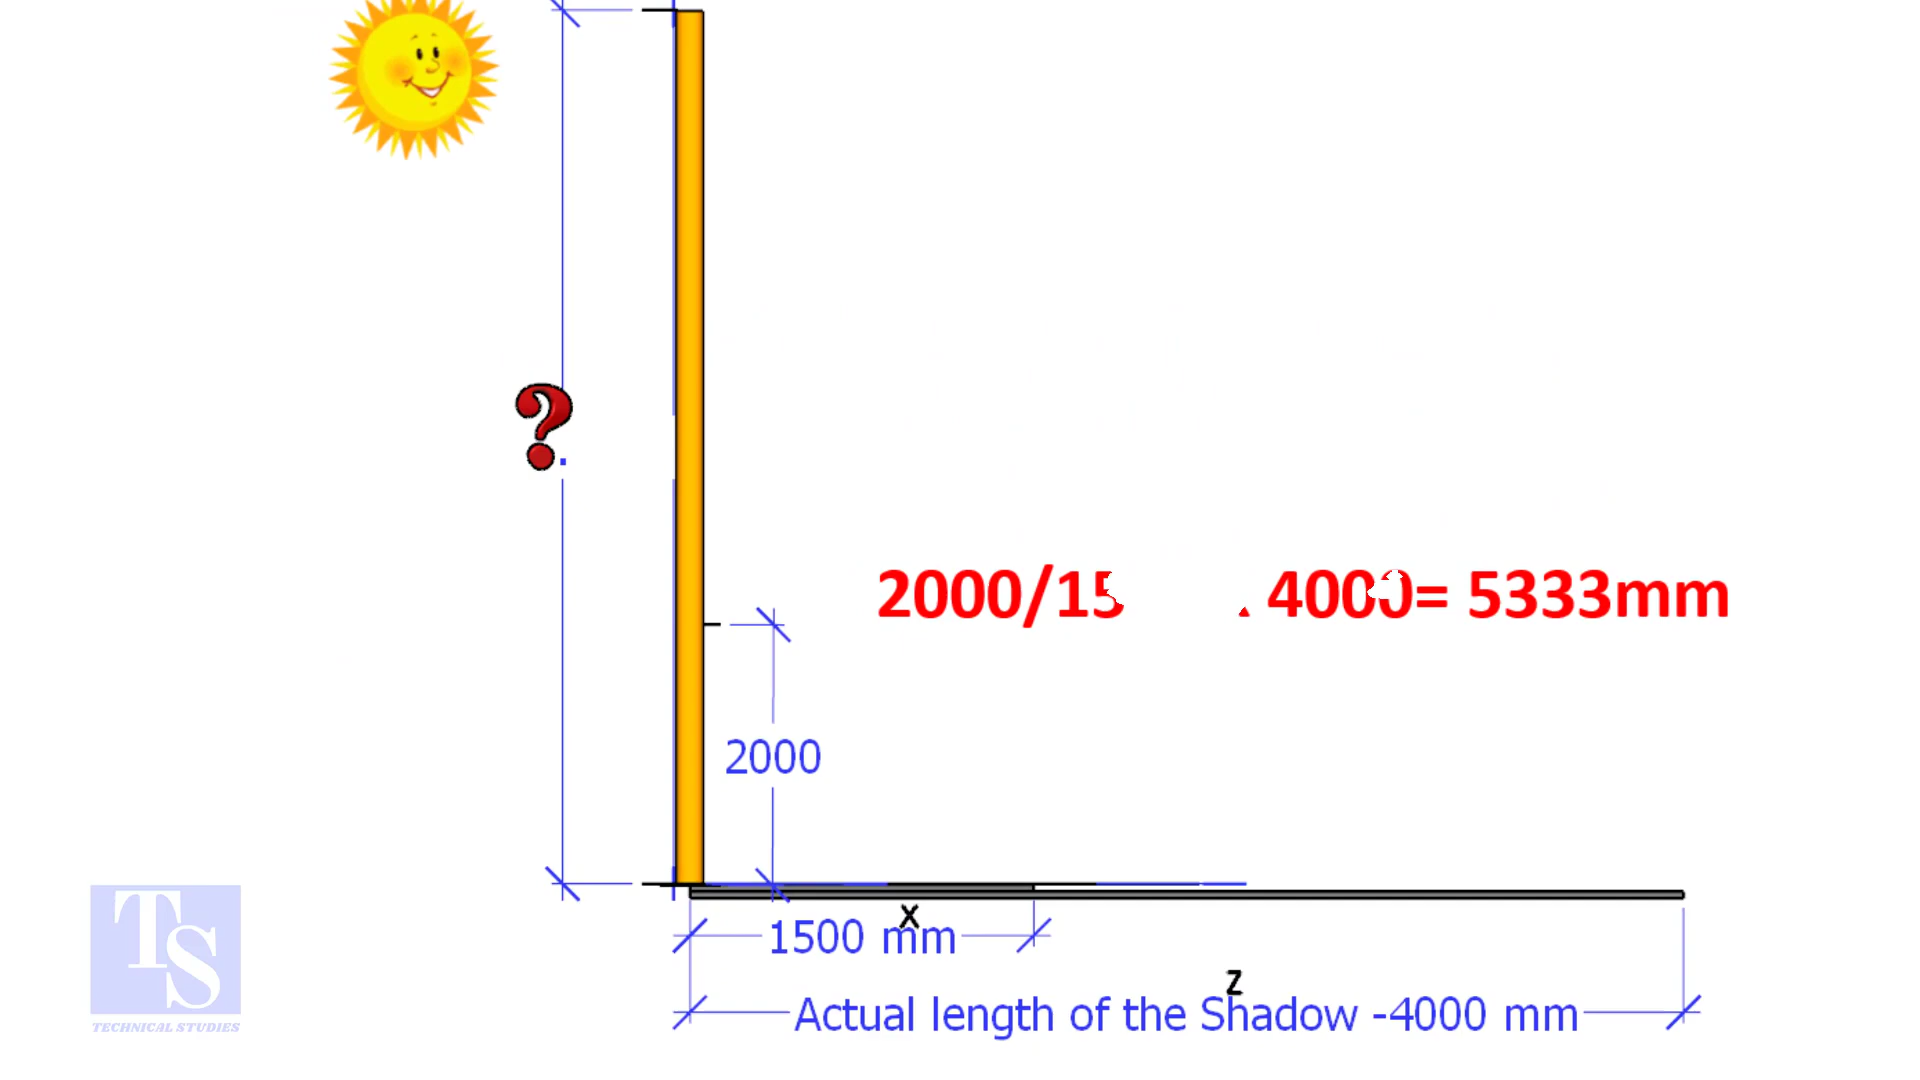 ?
.
2000/15 4000= 5333mm
2000
x
1500 mm
z
Actual length of the Shadow -4000 mm
TS
TECHNICAL STUDIES